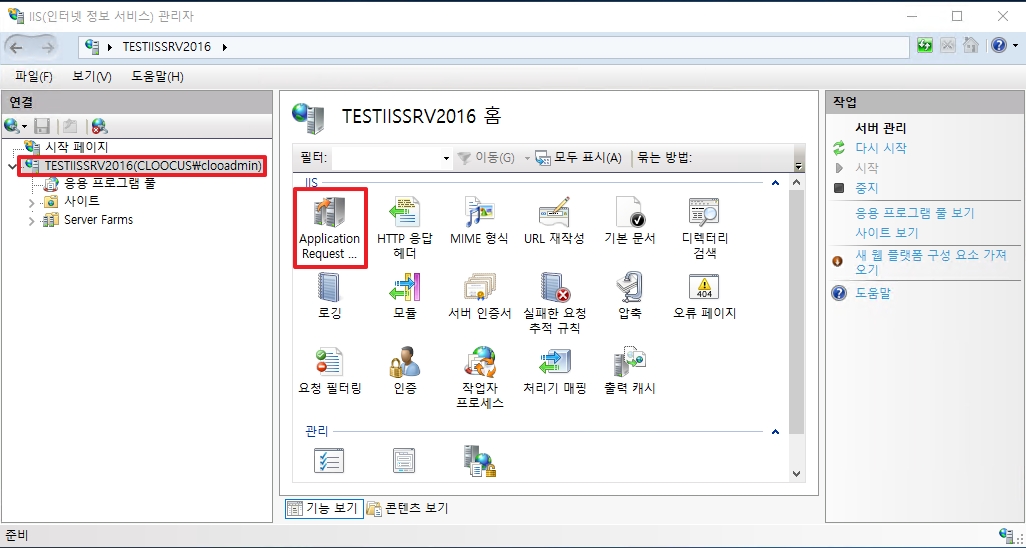 IIS(인터넷 정보 서비스) 관리자
TESTIISSRV2016
파일(F) 보기(V) 도움말(H)
연결
시작 페이지
TESTIISSRV2016(CLOOCUS₩clooadmin)
응용 프로그램 풀
사이트
Server Farms
TESTIISSRV2016 홈
필터: 이동(G) 모두 표시(A) 묶는 방법:
IIS
Application
Request ...
HTTP 응답
헤더
MIME 형식
URL 재작성
기본 문서
디렉터리
검색
로깅
모듈
서버 인증서
실패한 요청
추적 규칙
압축
404
오류 페이지
요청 필터링
인증
작업자
프로세스
처리기 매핑
출력 캐시
관리
기능 보기
콘텐츠 보기
작업
서버 관리
다시 시작
시작
중지
응용 프로그램 풀 보기
사이트 보기
새 웹 플랫폼 구성 요소 가져
오기
도움말
준비